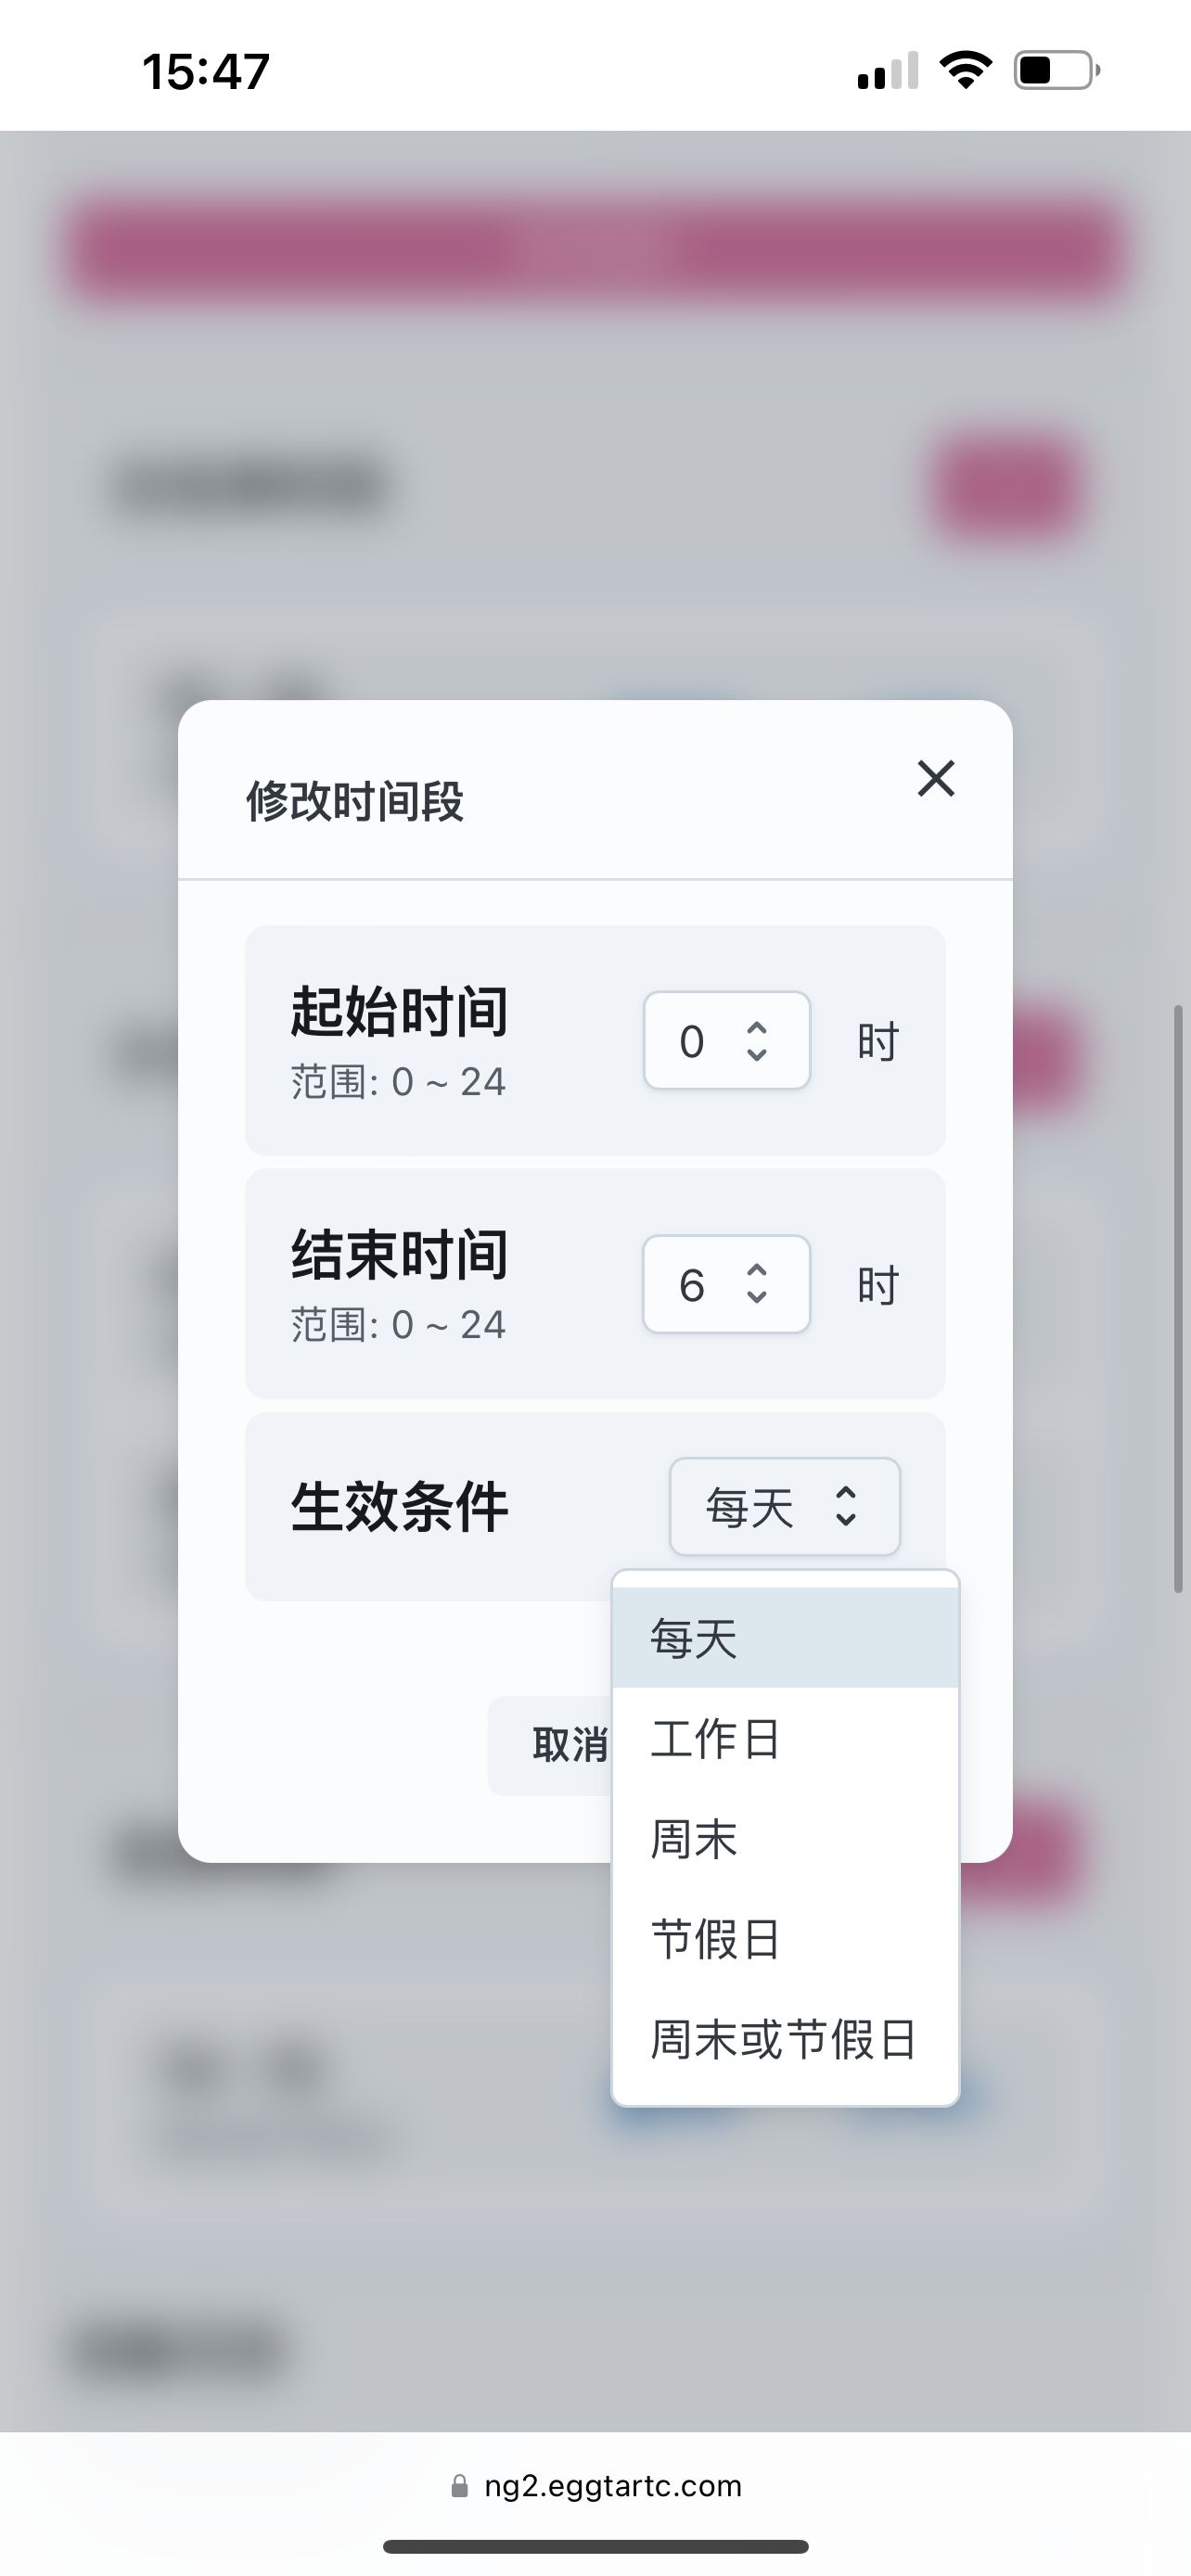 15:47
修改时间段
起始时间
范围: 0 ~ 24
0
时
结束时间
范围: 0 ~ 24
6
时
生效条件
每天
每天
工作日
周末
节假日
周末或节假日
取消
ng2.eggtartc.com